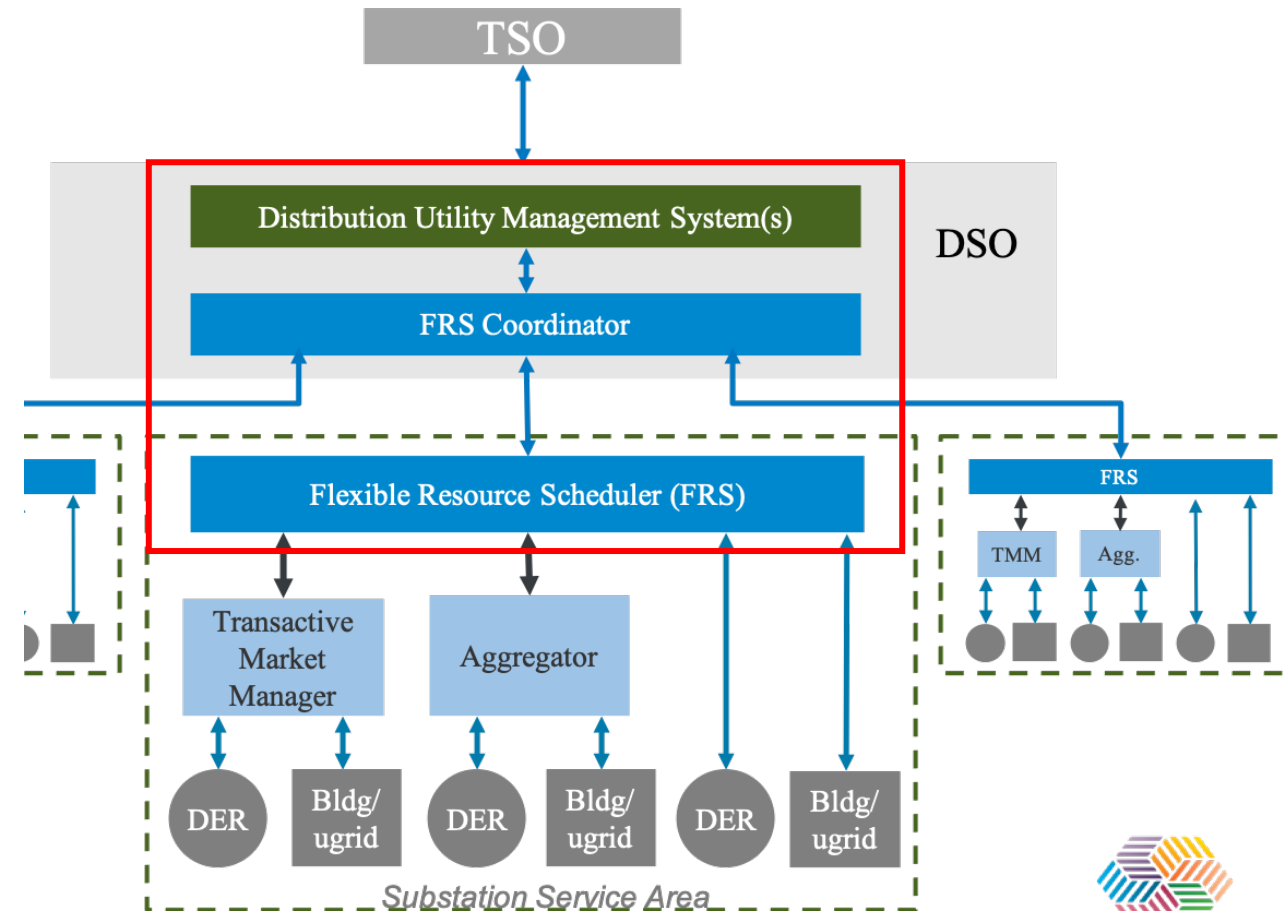 TSO
Distribution Utility Management System(s)
DSO
FRS Coordinator
Flexible Resource Scheduler (FRS)
FRS
TMM
Agg.
Transactive
Market
Manager
Aggregator
DER
Bldg/
ugrid
DER
Bldg/
ugrid
DER
Bldg/
ugrid
Substation Service Area